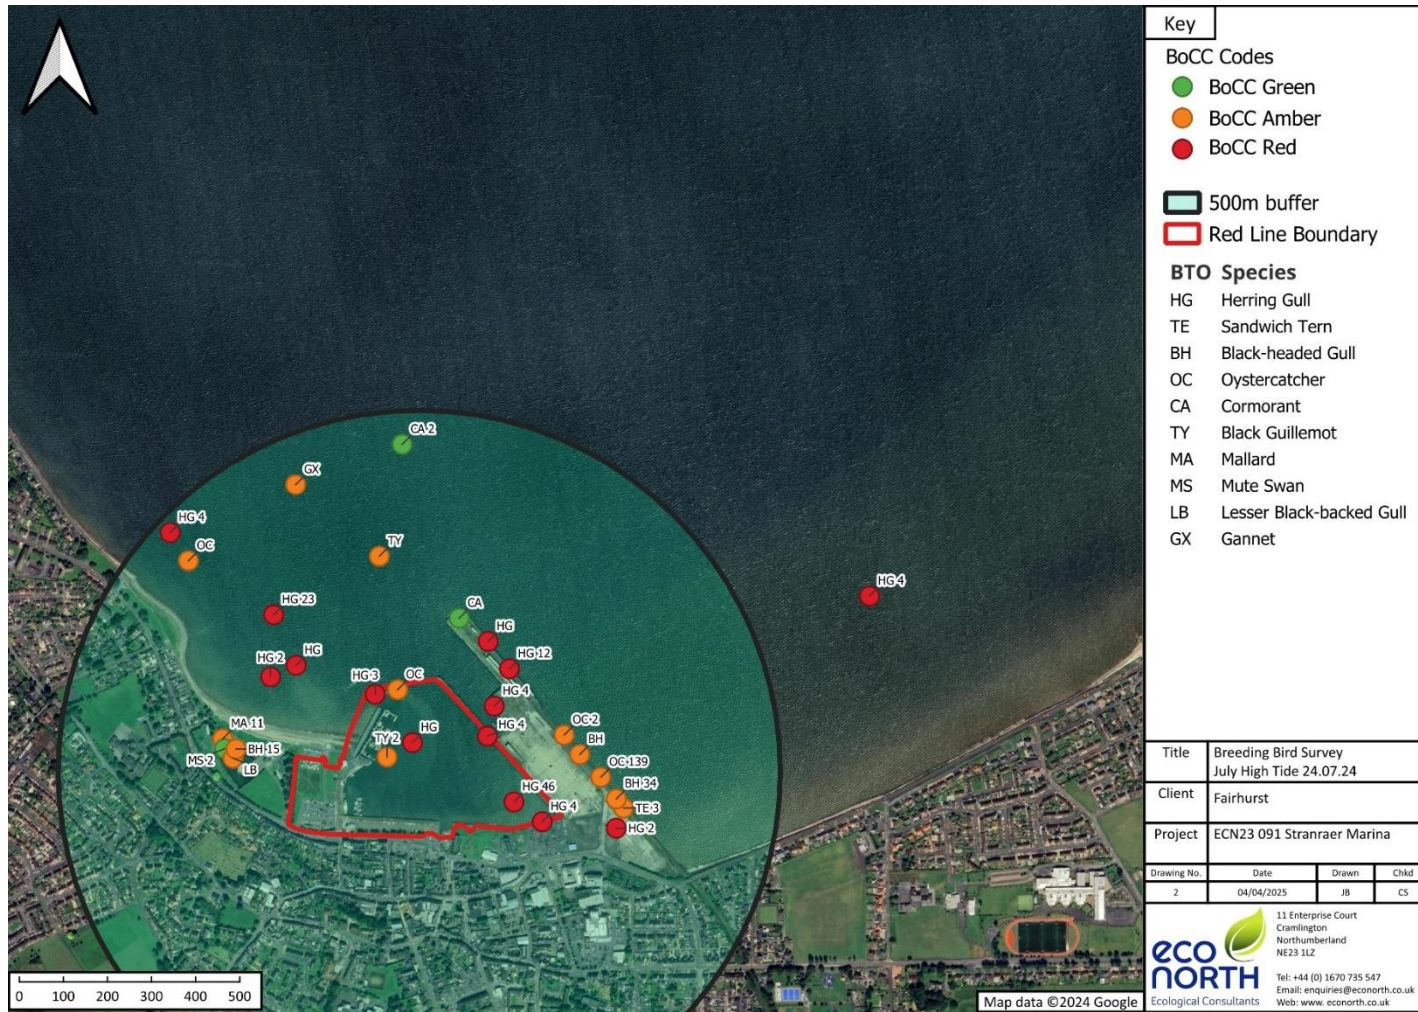 CA 2
GX
HG 4
OC
TY
HG 4
HG 23
CA
HG
HG 12
HG
HG 2
HG 3
OC
HG 4
HG 4
OC 2
MA 11
HG
BH
TY 2
BH 15
MS 2
LB
OC 139
BH 34
HG 46
TE 3
HG 4
HG 2
0 100 200 300 400 500
Map data ©2024 Google
Key
BoCC Codes
BoCC Green
BoCC Amber
BoCC Red
500m buffer
Red Line Boundary
BTO Species
HG Herring Gull
TE Sandwich Tern
BH Black-headed Gull
OC Oystercatcher
CA Cormorant
TY Black Guillemot
MA Mallard
MS Mute Swan
LB Lesser Black-backed Gull
GX Gannet
Title Breeding Bird Survey
July High Tide 24.07.24
Client Fairhurst
Project ECN23 091 Stranraer Marina
Drawing No. Date Drawn Chkd
2 04/04/2025 JB CS
eco
NORTH
Ecological Consultants
11 Enterprise Court
Cramlington
Northumberland
NE23 1LZ
Tel: +44 (0) 1670 735 547
Email: enquiries@econorth.co.uk
Web: www. econorth.co.uk